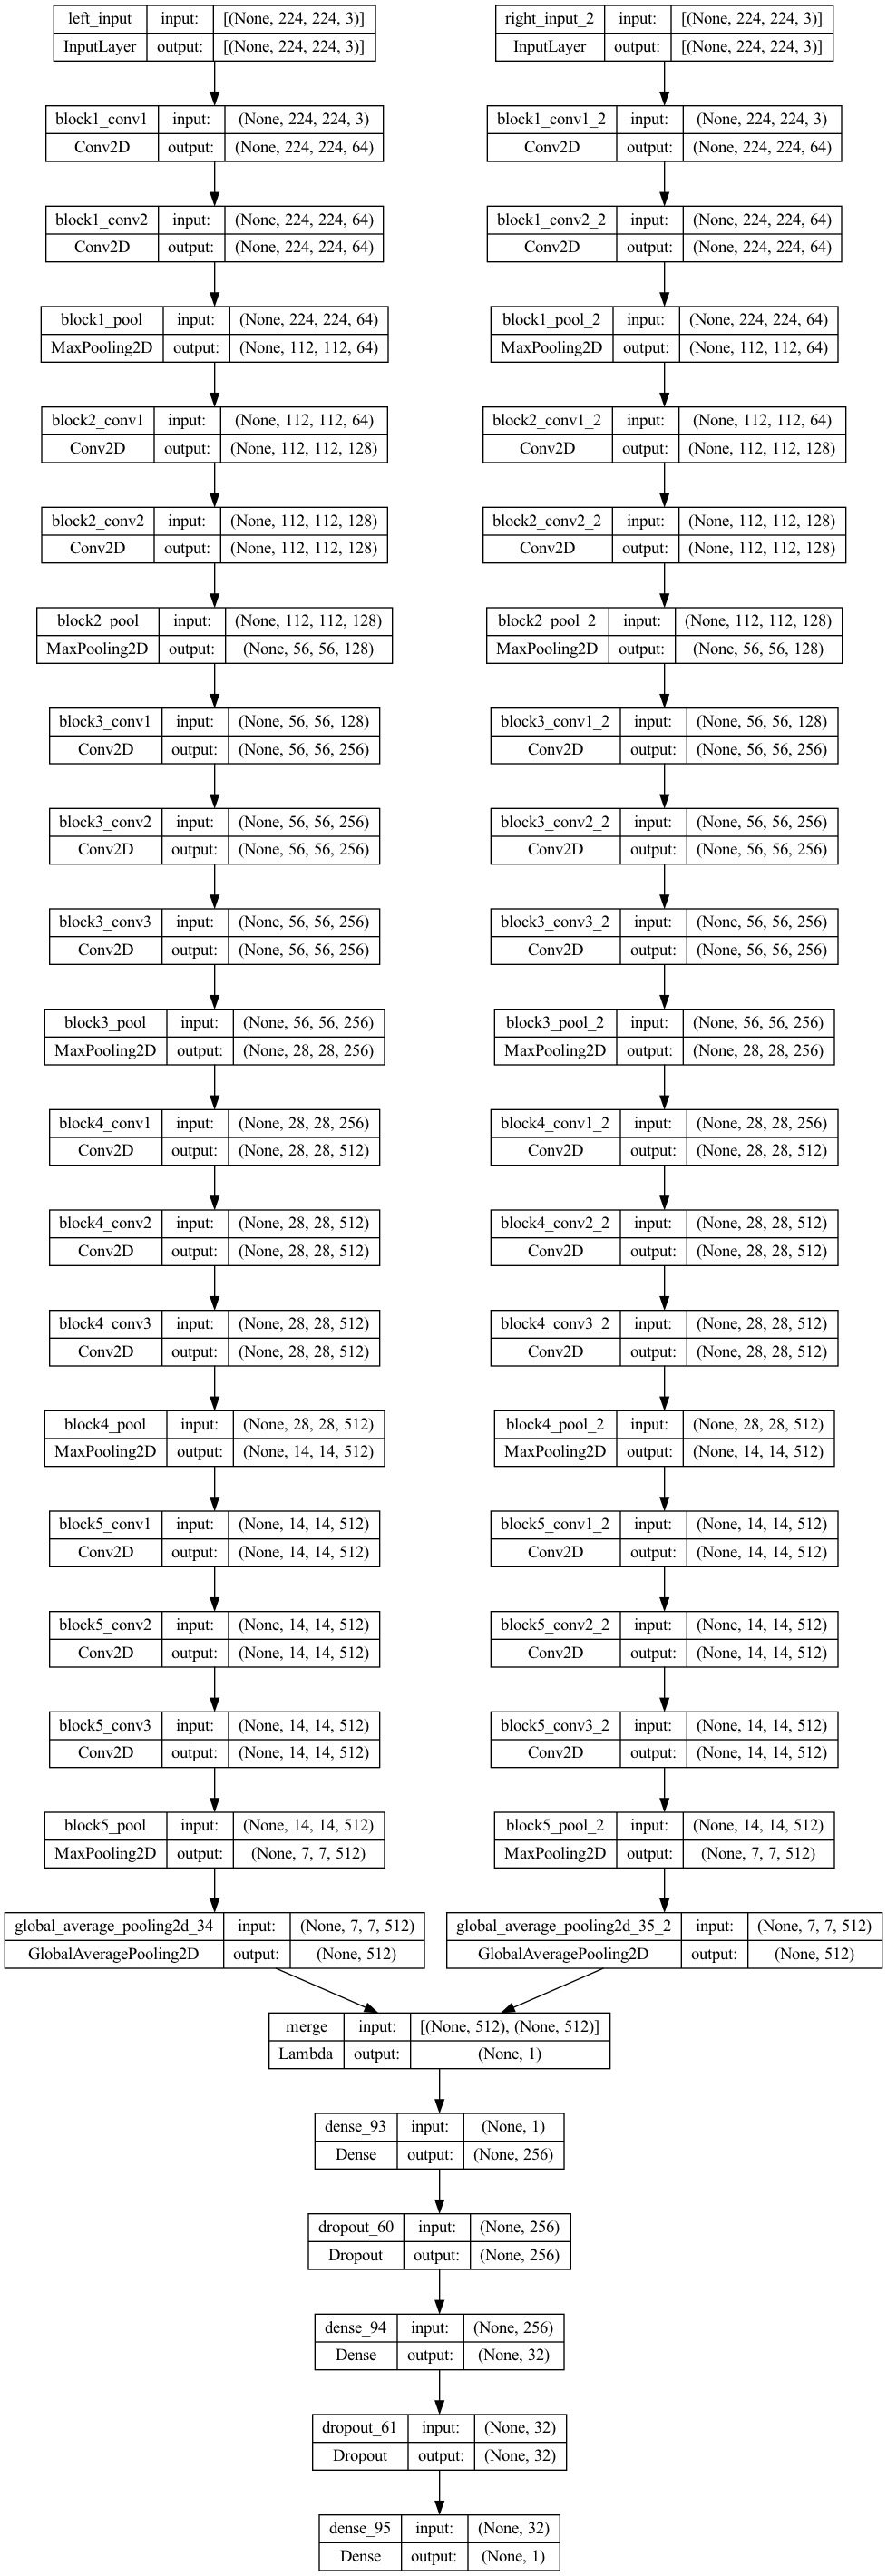 left_input input: [(None, 224, 224, 3)]
InputLayer output: [(None, 224, 224, 3)]
right_input_2 input: [(None, 224, 224, 3)]
InputLayer output: [(None, 224, 224, 3)]
block1_conv1 input: (None, 224, 224, 3)
Conv2D output: (None, 224, 224, 64)
block1_conv1_2 input: (None, 224, 224, 3)
Conv2D output: (None, 224, 224, 64)
block1_conv2 input: (None, 224, 224, 64)
Conv2D output: (None, 224, 224, 64)
block1_conv2_2 input: (None, 224, 224, 64)
Conv2D output: (None, 224, 224, 64)
block1_pool input: (None, 224, 224, 64)
MaxPooling2D output: (None, 112, 112, 64)
block1_pool_2 input: (None, 224, 224, 64)
MaxPooling2D output: (None, 112, 112, 64)
block2_conv1 input: (None, 112, 112, 64)
Conv2D output: (None, 112, 112, 128)
block2_conv1_2 input: (None, 112, 112, 64)
Conv2D output: (None, 112, 112, 128)
block2_conv2 input: (None, 112, 112, 128)
Conv2D output: (None, 112, 112, 128)
block2_conv2_2 input: (None, 112, 112, 128)
Conv2D output: (None, 112, 112, 128)
block2_pool input: (None, 112, 112, 128)
MaxPooling2D output: (None, 56, 56, 128)
block2_pool_2 input: (None, 112, 112, 128)
MaxPooling2D output: (None, 56, 56, 128)
block3_conv1 input: (None, 56, 56, 128)
Conv2D output: (None, 56, 56, 256)
block3_conv1_2 input: (None, 56, 56, 128)
Conv2D output: (None, 56, 56, 256)
block3_conv2 input: (None, 56, 56, 256)
Conv2D output: (None, 56, 56, 256)
block3_conv2_2 input: (None, 56, 56, 256)
Conv2D output: (None, 56, 56, 256)
block3_conv3 input: (None, 56, 56, 256)
Conv2D output: (None, 56, 56, 256)
block3_conv3_2 input: (None, 56, 56, 256)
Conv2D output: (None, 56, 56, 256)
block3_pool input: (None, 56, 56, 256)
MaxPooling2D output: (None, 28, 28, 256)
block3_pool_2 input: (None, 56, 56, 256)
MaxPooling2D output: (None, 28, 28, 256)
block4_conv1 input: (None, 28, 28, 256)
Conv2D output: (None, 28, 28, 512)
block4_conv1_2 input: (None, 28, 28, 256)
Conv2D output: (None, 28, 28, 512)
block4_conv2 input: (None, 28, 28, 512)
Conv2D output: (None, 28, 28, 512)
block4_conv2_2 input: (None, 28, 28, 512)
Conv2D output: (None, 28, 28, 512)
block4_conv3 input: (None, 28, 28, 512)
Conv2D output: (None, 28, 28, 512)
block4_conv3_2 input: (None, 28, 28, 512)
Conv2D output: (None, 28, 28, 512)
block4_pool input: (None, 28, 28, 512)
MaxPooling2D output: (None, 14, 14, 512)
block4_pool_2 input: (None, 28, 28, 512)
MaxPooling2D output: (None, 14, 14, 512)
block5_conv1 input: (None, 14, 14, 512)
Conv2D output: (None, 14, 14, 512)
block5_conv1_2 input: (None, 14, 14, 512)
Conv2D output: (None, 14, 14, 512)
block5_conv2 input: (None, 14, 14, 512)
Conv2D output: (None, 14, 14, 512)
block5_conv2_2 input: (None, 14, 14, 512)
Conv2D output: (None, 14, 14, 512)
block5_conv3 input: (None, 14, 14, 512)
Conv2D output: (None, 14, 14, 512)
block5_conv3_2 input: (None, 14, 14, 512)
Conv2D output: (None, 14, 14, 512)
block5_pool input: (None, 14, 14, 512)
MaxPooling2D output: (None, 7, 7, 512)
block5_pool_2 input: (None, 14, 14, 512)
MaxPooling2D output: (None, 7, 7, 512)
global_average_pooling2d_34 input: (None, 7, 7, 512)
GlobalAveragePooling2D output: (None, 512)
global_average_pooling2d_35_2 input: (None, 7, 7, 512)
GlobalAveragePooling2D output: (None, 512)
merge input: [(None, 512), (None, 512)]
Lambda output: (None, 1)
dense_93 input: (None, 1)
Dense output: (None, 256)
dropout_60 input: (None, 256)
Dropout output: (None, 256)
dense_94 input: (None, 256)
Dense output: (None, 32)
dropout_61 input: (None, 32)
Dropout output: (None, 32)
dense_95 input: (None, 32)
Dense output: (None, 1)